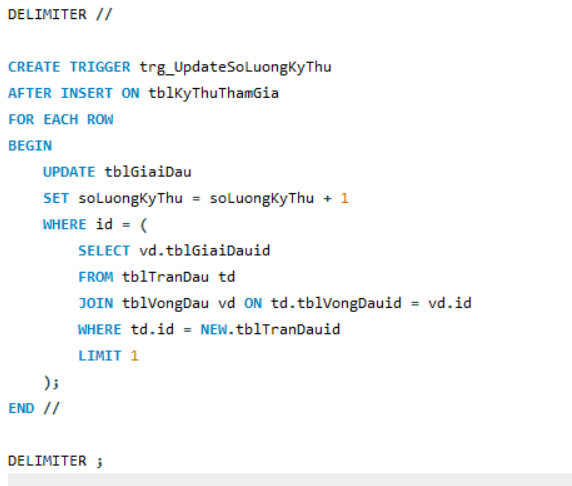 DELIMITER //
CREATE TRIGGER trg_UpdateSoLuongKyThu
AFTER INSERT ON tblKyThuThamGia
FOR EACH ROW
BEGIN
UPDATE tblGiaiDau
SET soLuongKyThu = soLuongKyThu + 1
WHERE id = (
SELECT vd.tblGiaiDauid
FROM tblTranDau td
JOIN tblVongDau vd ON td.tblVongDauid = vd.id
WHERE td.id = NEW.tblTranDauid
LIMIT 1
);
END //
DELIMITER ;